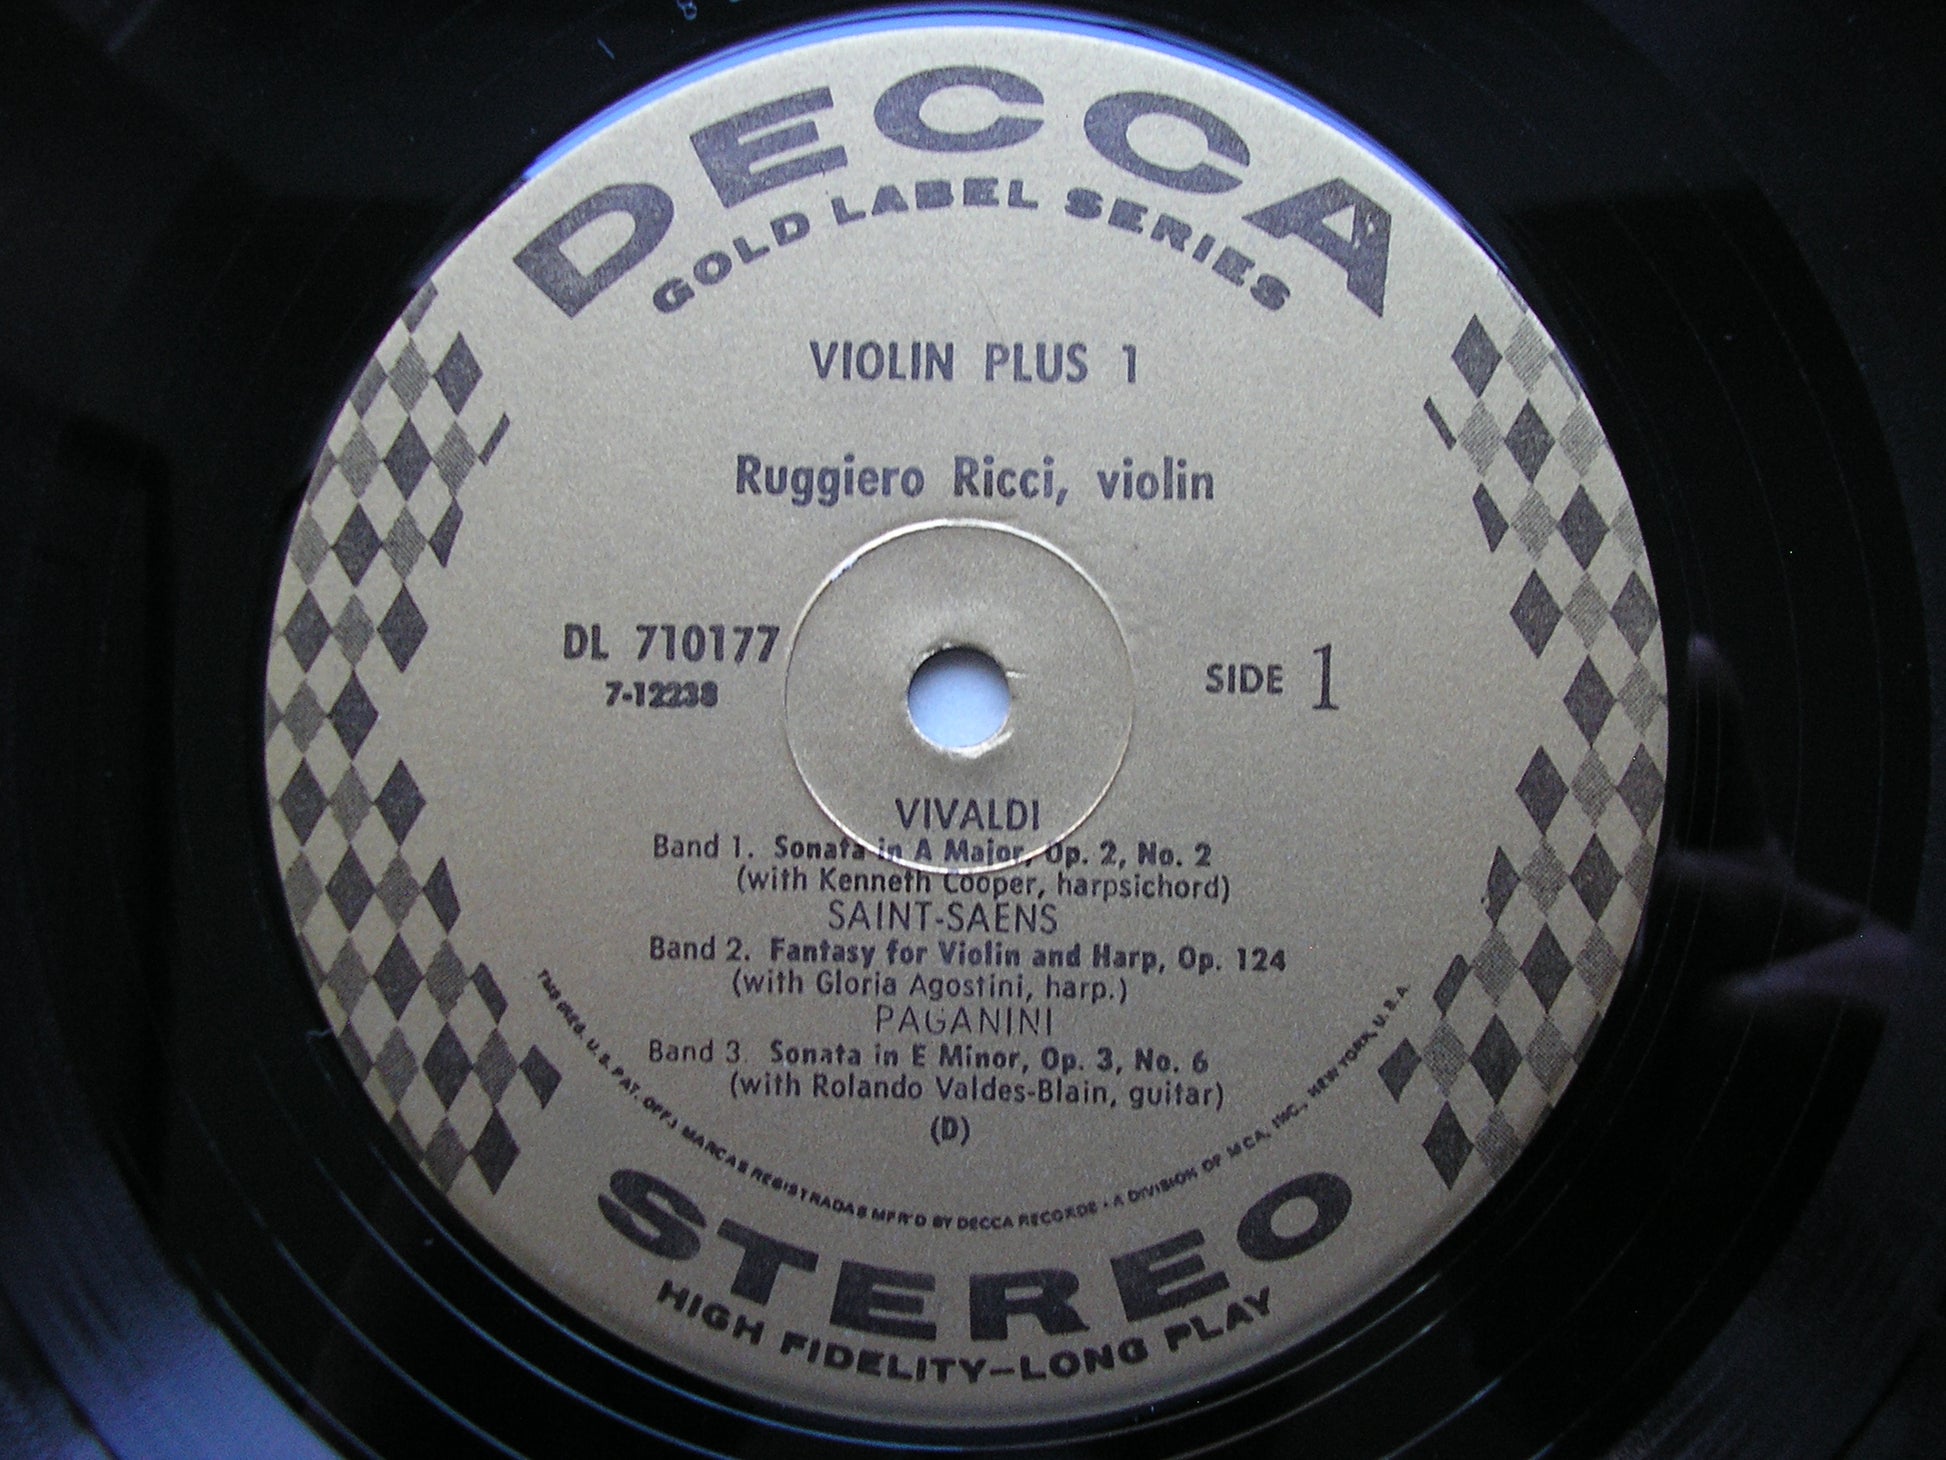 DECCA
GOLD LABEL SERIES
VIOLIN PLUS 1
Ruggiero Ricci, violin
DL 710177
7-12238
SIDE 1
VIVALDI
Band 1. Sonata in A Major, Op. 2, No. 2
(with Kenneth Cooper, harpsichord)
SAINT-SAENS
Band 2. Fantasy for Violin and Harp, Op. 124
(with Gloria Agostini, harp.)
PAGANINI
Band 3. Sonata in E Minor, Op. 3, No. 6
(with Rolando Valdes-Blain, guitar)
(D)
MARCAS REGISTRADAS MFR'D BY DECCA RECORDS • A DIVISION OF MCA, INC., NEW YORK, U.S.A.
STEREO
HIGH FIDELITY–LONG PLAY